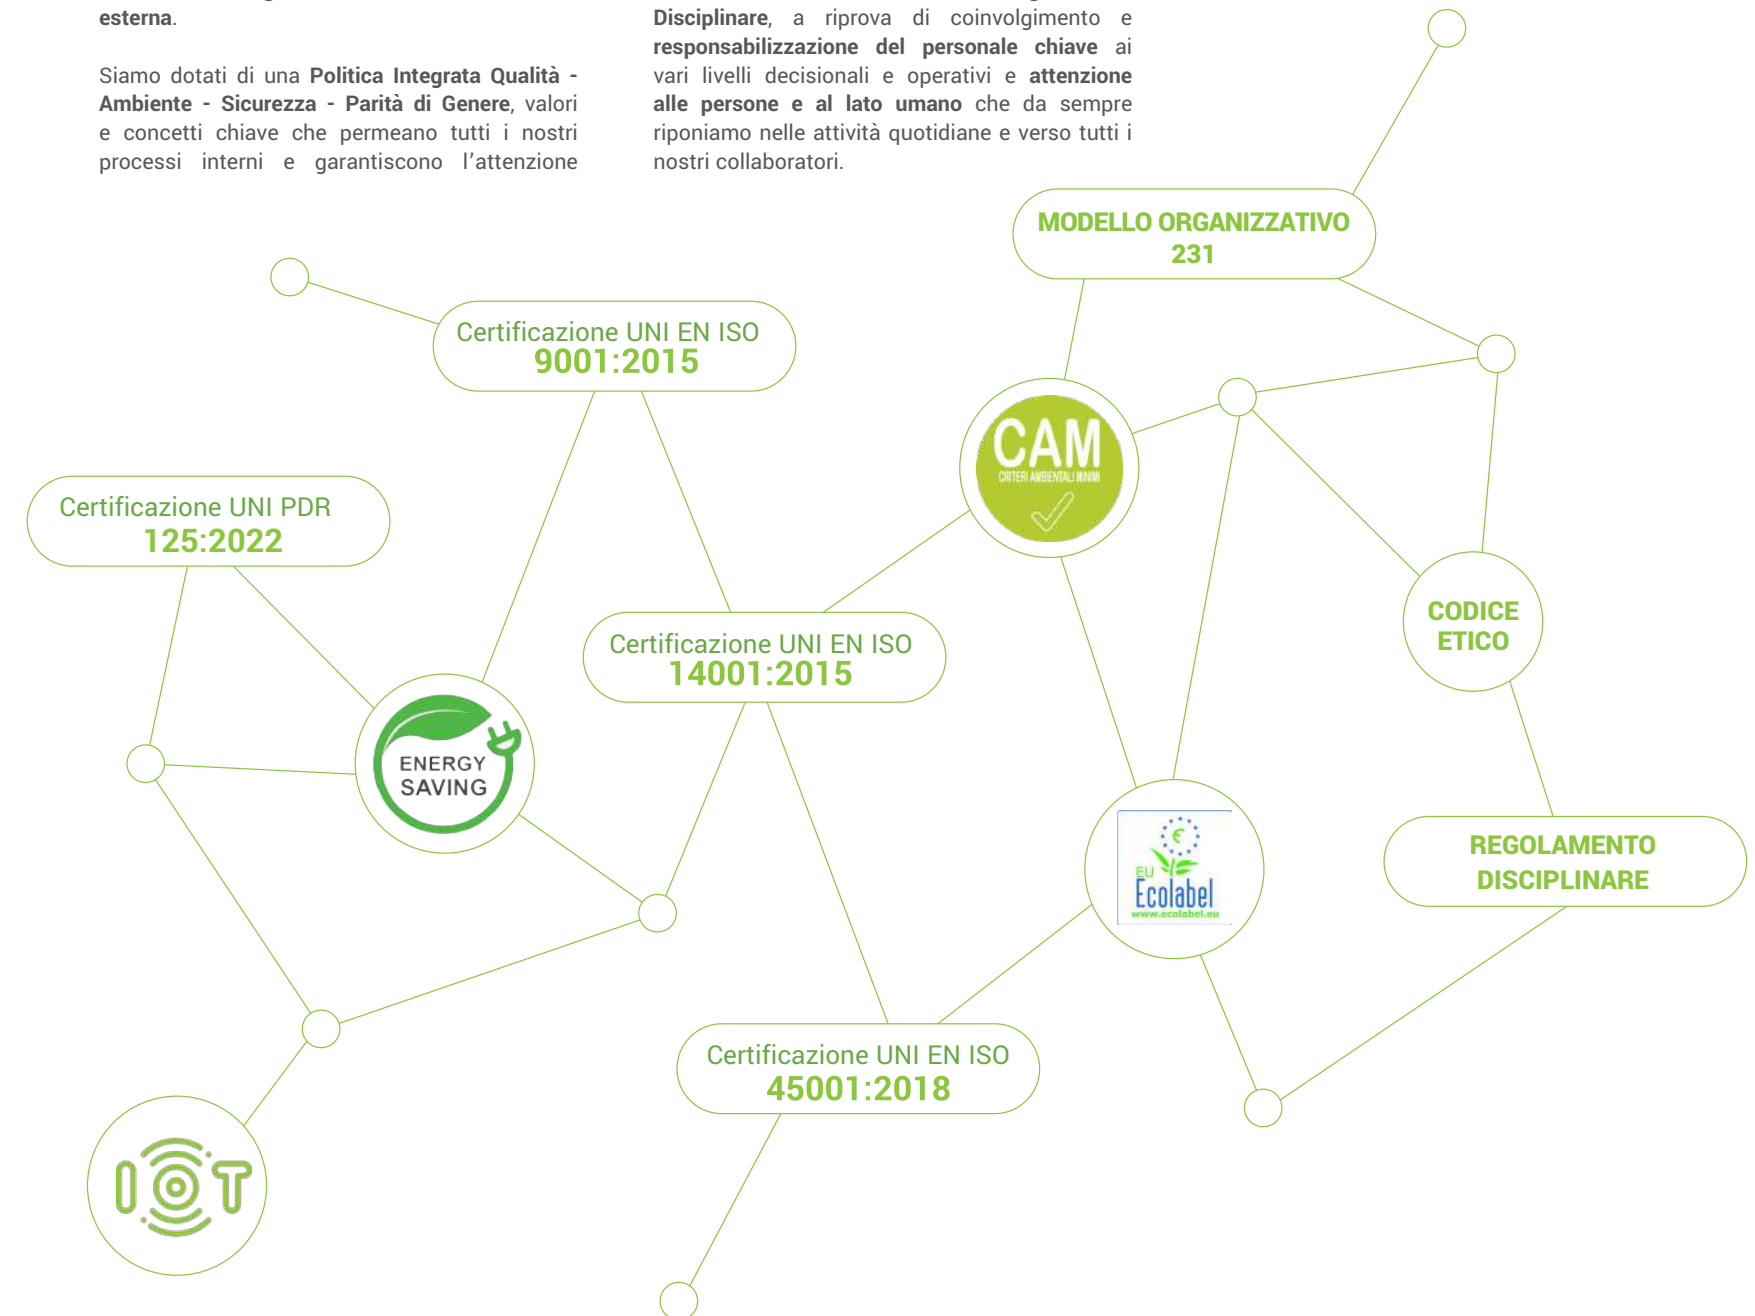 esterna.
Siamo dotati di una Politica Integrata Qualità -
Ambiente - Sicurezza - Parità di Genere, valori
e concetti chiave che permeano tutti i nostri
processi interni e garantiscono l'attenzione
Disciplinare, a riprova di coinvolgimento e
responsabilizzazione del personale chiave ai
vari livelli decisionali e operativi e attenzione
alle persone e al lato umano che da sempre
riponiamo nelle attività quotidiane e verso tutti i
nostri collaboratori.
MODELLO ORGANIZZATIVO
231
Certificazione UNI EN ISO
9001:2015
CAM
CRITERI AMBIENTALI MINIMI
Certificazione UNI PDR
125:2022
CODICE
ETICO
Certificazione UNI EN ISO
14001:2015
ENERGY
SAVING
EU
Ecolabel
www.ecolabel.eu
REGOLAMENTO
DISCIPLINARE
Certificazione UNI EN ISO
45001:2018
IOT